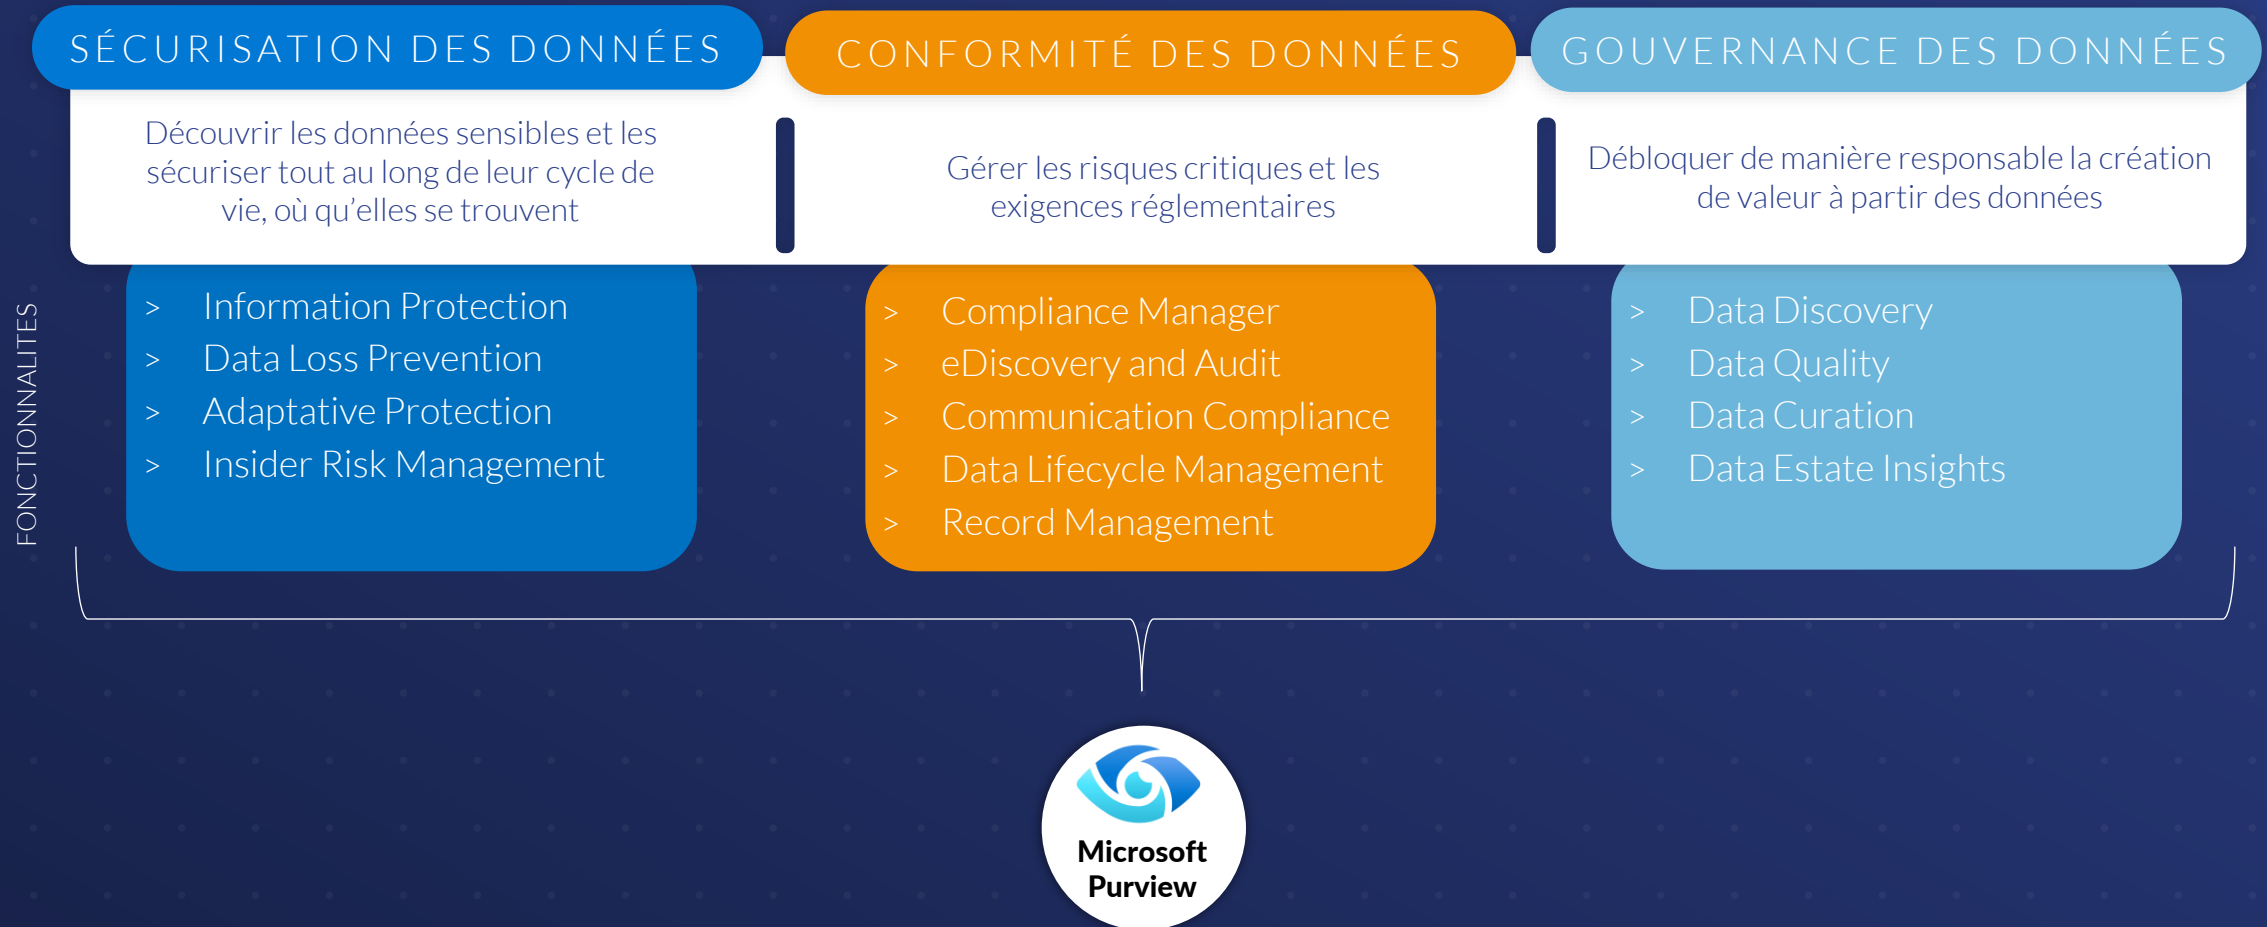 SÉCURISATION DES DONNÉES
Découvrir les données sensibles et les
sécuriser tout au long de leur cycle de
vie, où qu'elles se trouvent
CONFORMITÉ DES DONNÉES
Gérer les risques critiques et les
exigences réglementaires
GOUVERNANCE DES DONNÉES
Débloquer de manière responsable la création
de valeur à partir des données
FONCTIONNALITES
> Information Protection
> Data Loss Prevention
> Adaptative Protection
> Insider Risk Management
> Compliance Manager
> eDiscovery and Audit
> Communication Compliance
> Data Lifecycle Management
> Record Management
> Data Discovery
> Data Quality
> Data Curation
> Data Estate Insights
Microsoft
Purview